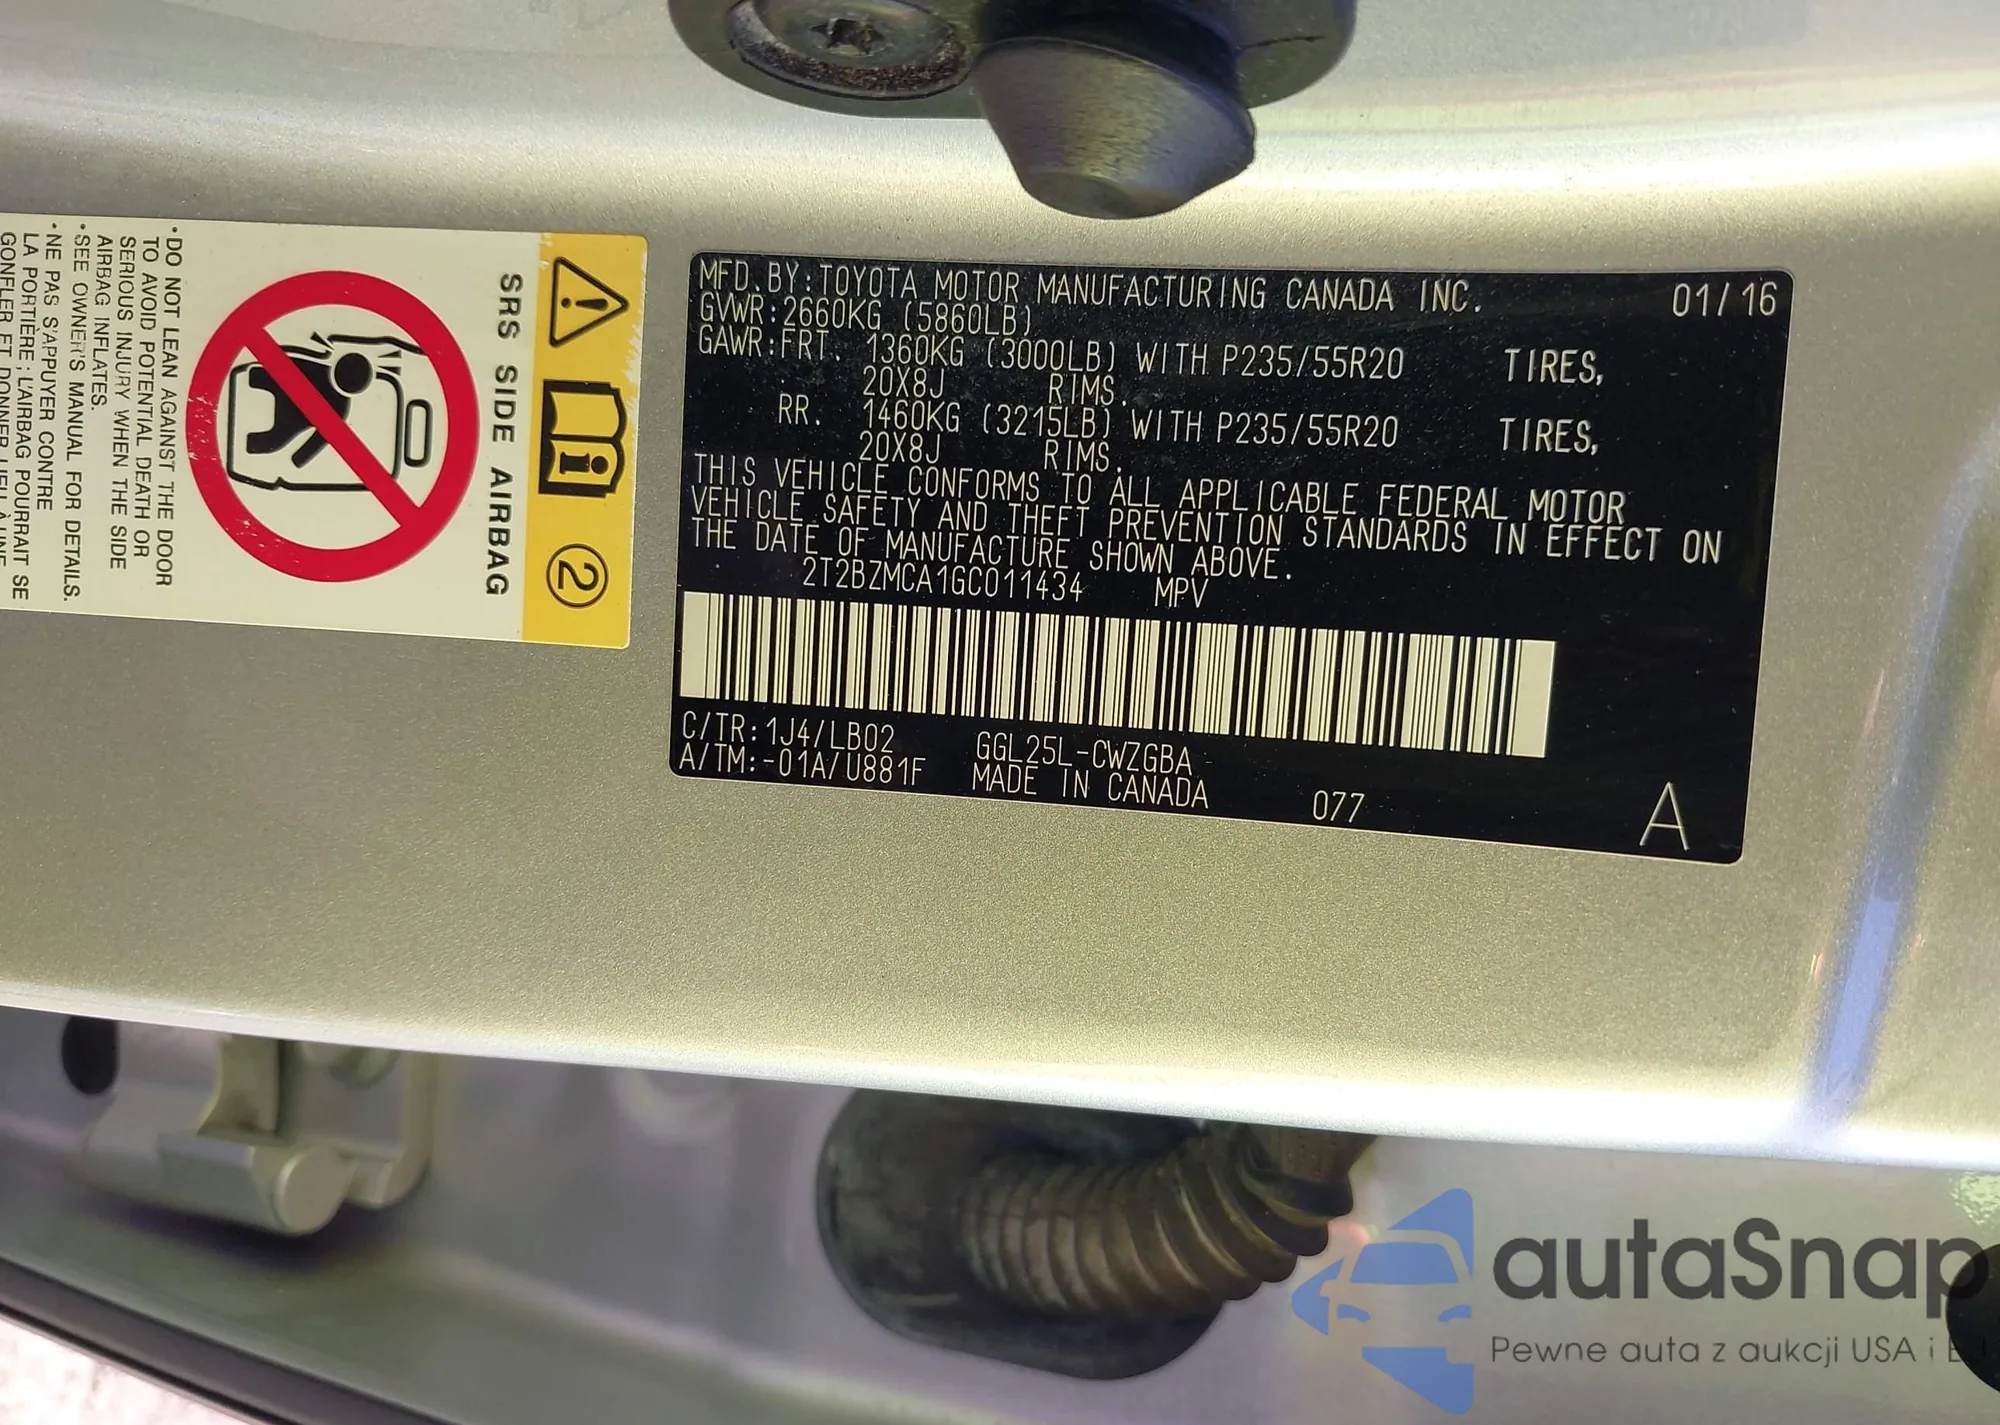 MFD. BY: TOYOTA MOTOR MANUFACTURING CANADA INC. 01/16
GVWR: 2660KG (5860LB)
GAWR: FRT. 1360KG (3000LB) WITH P235/55R20 TIRES,
20X8J RIMS.
RR. 1460KG (3215LB) WITH P235/55R20 TIRES,
20X8J RIMS.
THIS VEHICLE CONFORMS TO ALL APPLICABLE FEDERAL MOTOR
VEHICLE SAFETY AND THEFT PREVENTION STANDARDS IN EFFECT ON
THE DATE OF MANUFACTURE SHOWN ABOVE.
2T2BZMCA1GC011434 MPV
C/TR: 1J4/LB02 GGL25L-CWZGBA
A/TM: -01A/U881F MADE IN CANADA 077 A
2
SRS SIDE AIRBAG
•DO NOT LEAN AGAINST THE DOOR
TO AVOID POTENTIAL DEATH OR
SERIOUS INJURY WHEN THE SIDE
AIRBAG INFLATES.
•SEE OWNER'S MANUAL FOR DETAILS.
•NE PAS S'APPUYER CONTRE
LA PORTIÈRE ; L'AIRBAG POURRAIT SE
GONFLER ET DONNER LIEU À UNE
autaSnap
Pewne auta z aukcji USA i